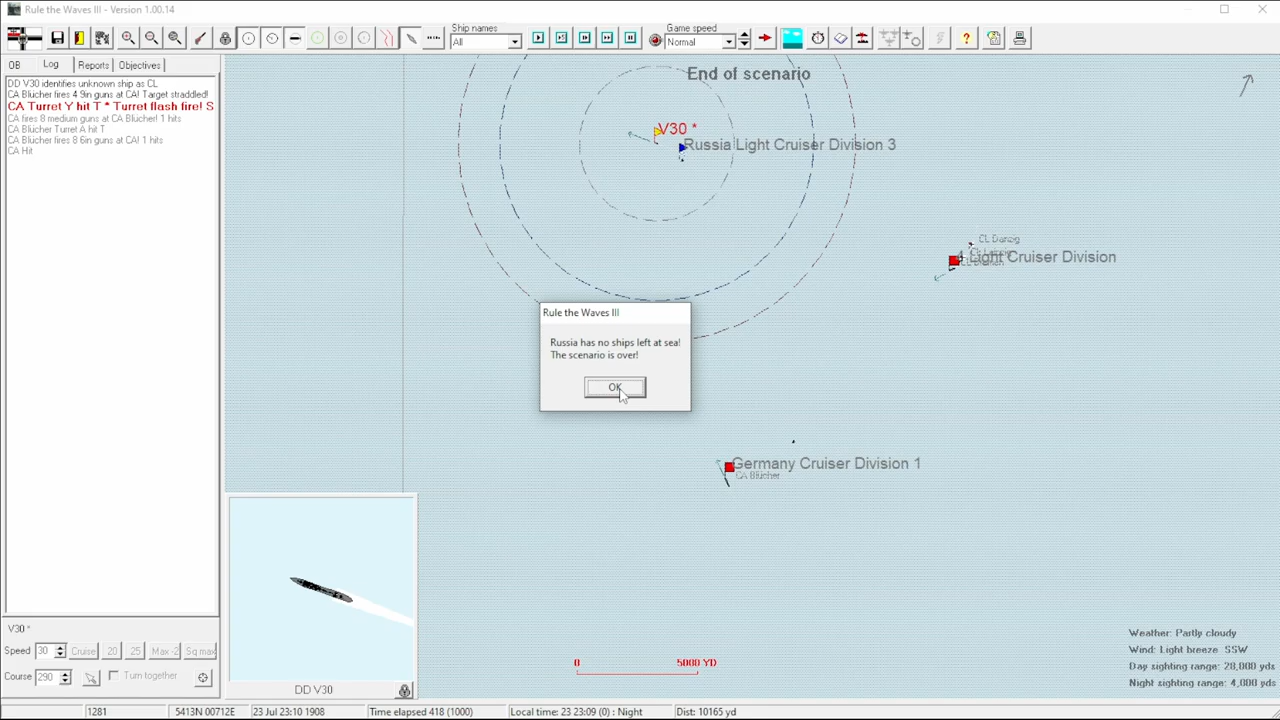 Rule the Waves III - Version 1.00.14
Ship names
All
Game speed
Normal
OB
Log
Reports
Objectives
DD V30 identifies unknown ship as CL
CA Blücher fires 4 9in guns at CA! Target straddled!
CA Turret Y hit T * Turret flash fire! S
CA fires 8 medium guns at CA Blücher! 1 hits
CA Blücher Turret A hit T
CA Blücher fires 8 6in guns at CA! 1 hits
CA Hit
End of scenario
V30 *
Russia Light Cruiser Division 3
CL Danzig
4 Light Cruiser Division
Rule the Waves III
Russia has no ships left at sea!
The scenario is over!
OK
Germany Cruiser Division 1
CA Blücher
V30 *
Speed 30 Cruise 20 25 Max -2 Sq max
Course 290 Turn together
DD V30
0 5000 YD
Weather: Partly cloudy
Wind: Light breeze SSW
Day sighting range: 28,000 yds
Night sighting range: 4,000 yds
1281
5413N 00712E
23 Jul 23:10 1908
Time elapsed 418 (1000)
Local time: 23 23:09 (0) : Night
Dist: 10165 yd